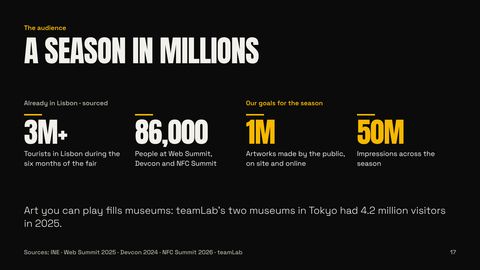 The audience
A SEASON IN MILLIONS
Already in Lisbon · sourced
3M+
Tourists in Lisbon during the
six months of the fair
86,000
People at Web Summit,
Devcon and NFC Summit
Our goals for the season
1M
Artworks made by the public,
on site and online
50M
Impressions across the
season
Art you can play fills museums: teamLab's two museums in Tokyo had 4.2 million visitors
in 2025.
Sources: INE · Web Summit 2025 · Devcon 2024 · NFC Summit 2026 · teamLab
17